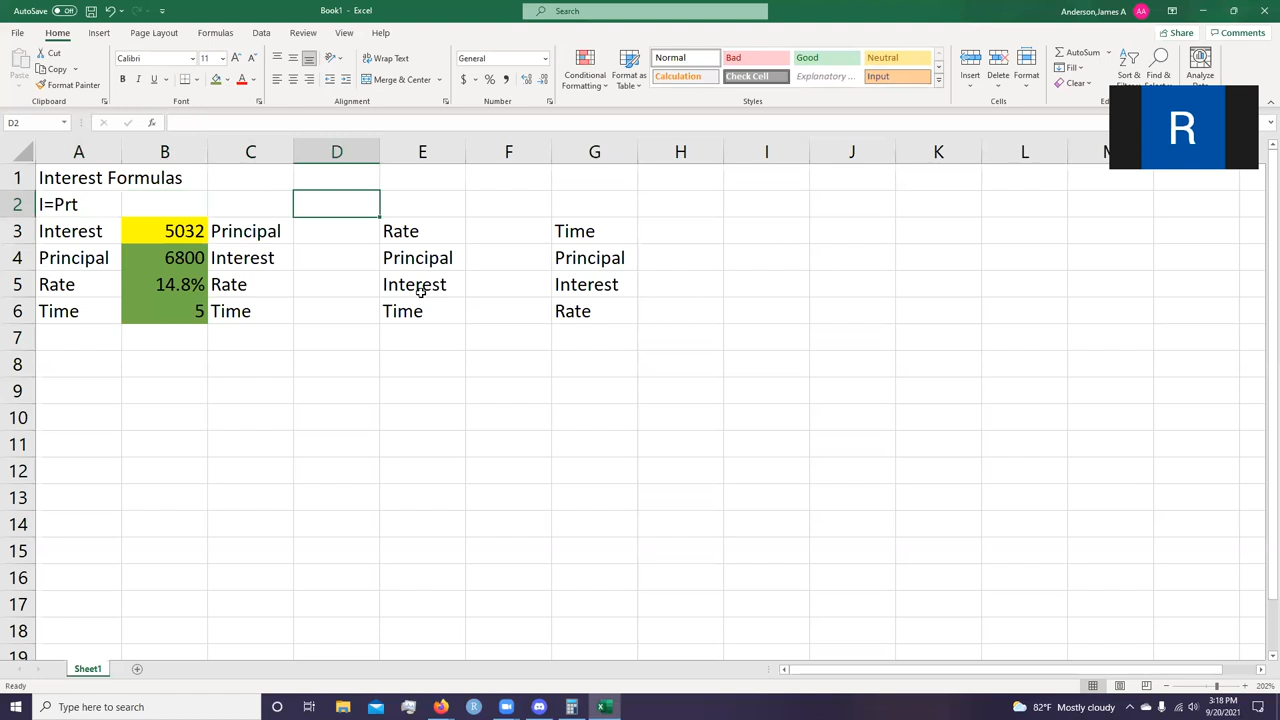 AutoSave Off Book1 - Excel Search Anderson,James A AA
File Home Insert Page Layout Formulas Data Review View Help Share Comments
Paste Cut Copy Format Painter Clipboard
Calibri 11 A A B I U A Font
Wrap Text Merge & Center Alignment
General $ % , Number
Conditional Formatting Format as Table Normal Bad Good Neutral Calculation Check Cell Explanatory ... Input Styles
Insert Delete Format Cells
AutoSum Fill Clear Sort & Filter Find & Select Analyze Data
R
D2 fx
A B C D E F G H I J K L M
1 Interest Formulas
2 I=Prt
3 Interest 5032 Principal Rate Time
4 Principal 6800 Interest Principal Principal
5 Rate 14.8% Rate Interest Interest
6 Time 5 Time Time Rate
7
8
9
10
11
12
13
14
15
16
17
18
19
Sheet1
Ready 202%
Type here to search R 82°F Mostly cloudy 3:18 PM
9/20/2021